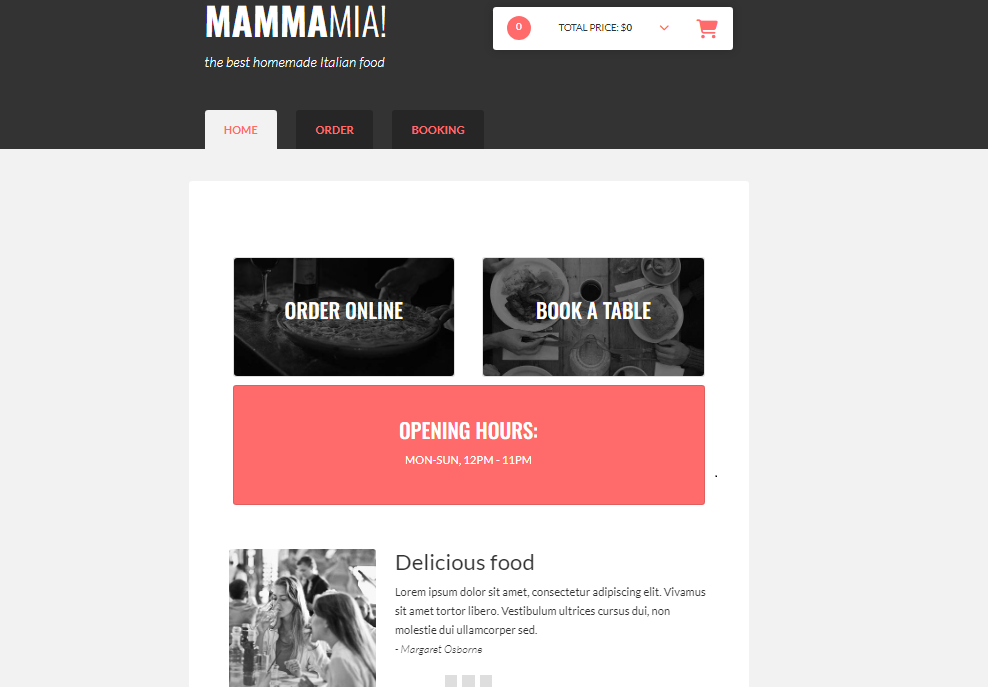 MAMMAMIA!
0
TOTAL PRICE: $0
the best homemade Italian food
HOME
ORDER
BOOKING
ORDER ONLINE
BOOK A TABLE
OPENING HOURS:
MON-SUN, 12PM - 11PM
.
Delicious food
Lorem ipsum dolor sit amet, consectetur adipiscing elit. Vivamus
sit amet tortor libero. Vestibulum ultrices cursus dui, non
molestie dui ullamcorper sed.
- Margaret Osborne